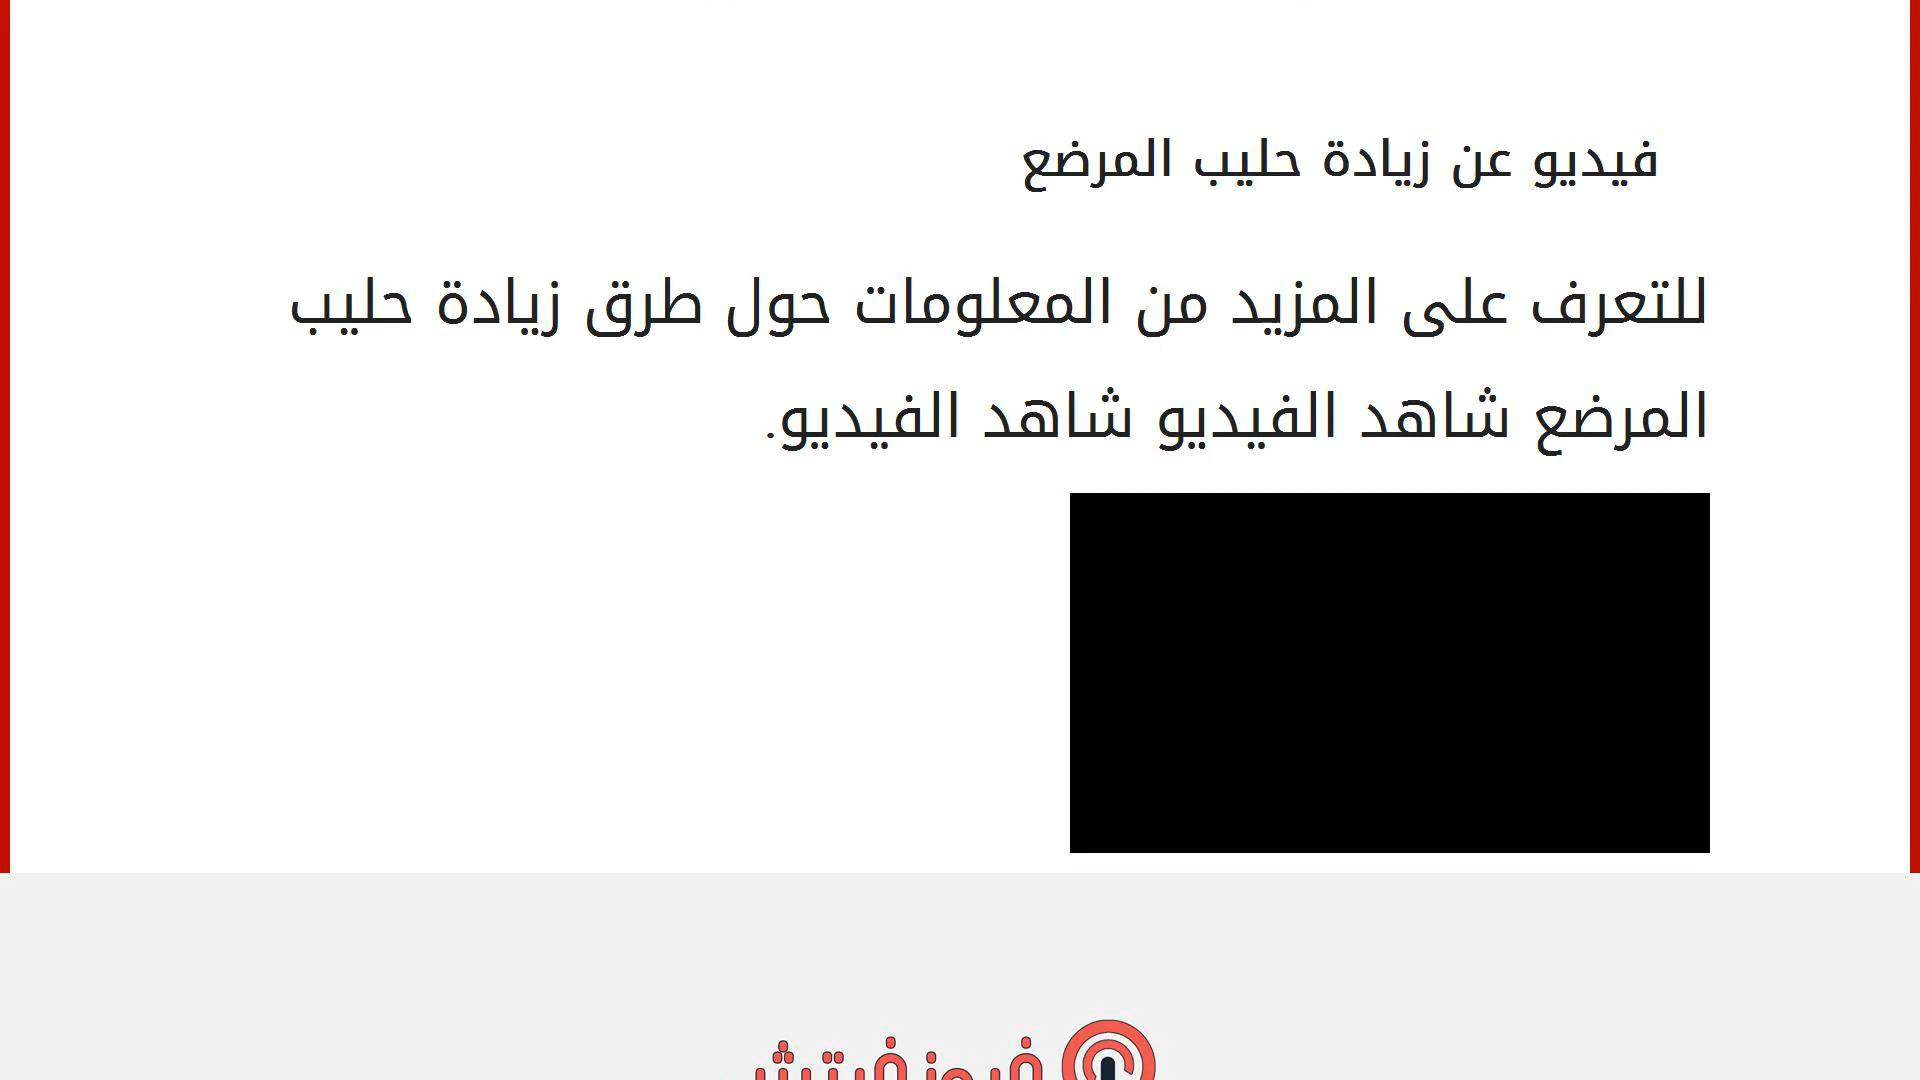 فيديو عن زيادة حليب المرضع
للتعرف على المزيد من المعلومات حول طرق زيادة حليب
المرضع شاهد الفيديو شاهد الفيديو.